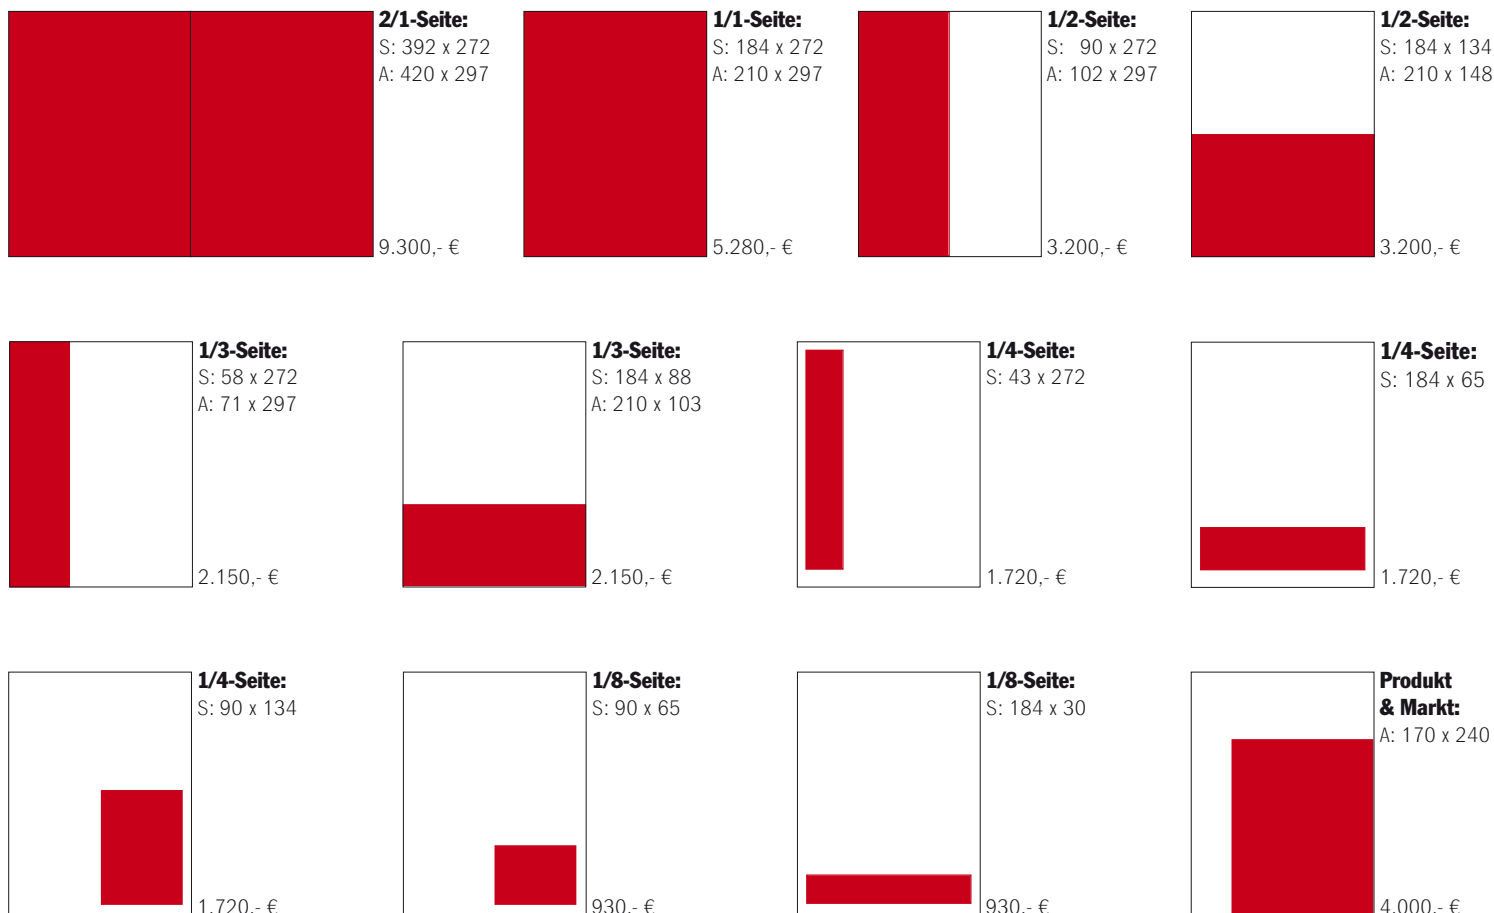 2/1-Seite:
S: 392 x 272
A: 420 x 297
9.300,- €
1/1-Seite:
S: 184 x 272
A: 210 x 297
5.280,- €
1/2-Seite:
S: 90 x 272
A: 102 x 297
3.200,- €
1/2-Seite:
S: 184 x 134
A: 210 x 148
3.200,- €
1/3-Seite:
S: 58 x 272
A: 71 x 297
2.150,- €
1/3-Seite:
S: 184 x 88
A: 210 x 103
2.150,- €
1/4-Seite:
S: 43 x 272
1.720,- €
1/4-Seite:
S: 184 x 65
1.720,- €
1/4-Seite:
S: 90 x 134
1.720,- €
1/8-Seite:
S: 90 x 65
930,- €
1/8-Seite:
S: 184 x 30
930,- €
Produkt
& Markt:
A: 170 x 240
4.000,- €